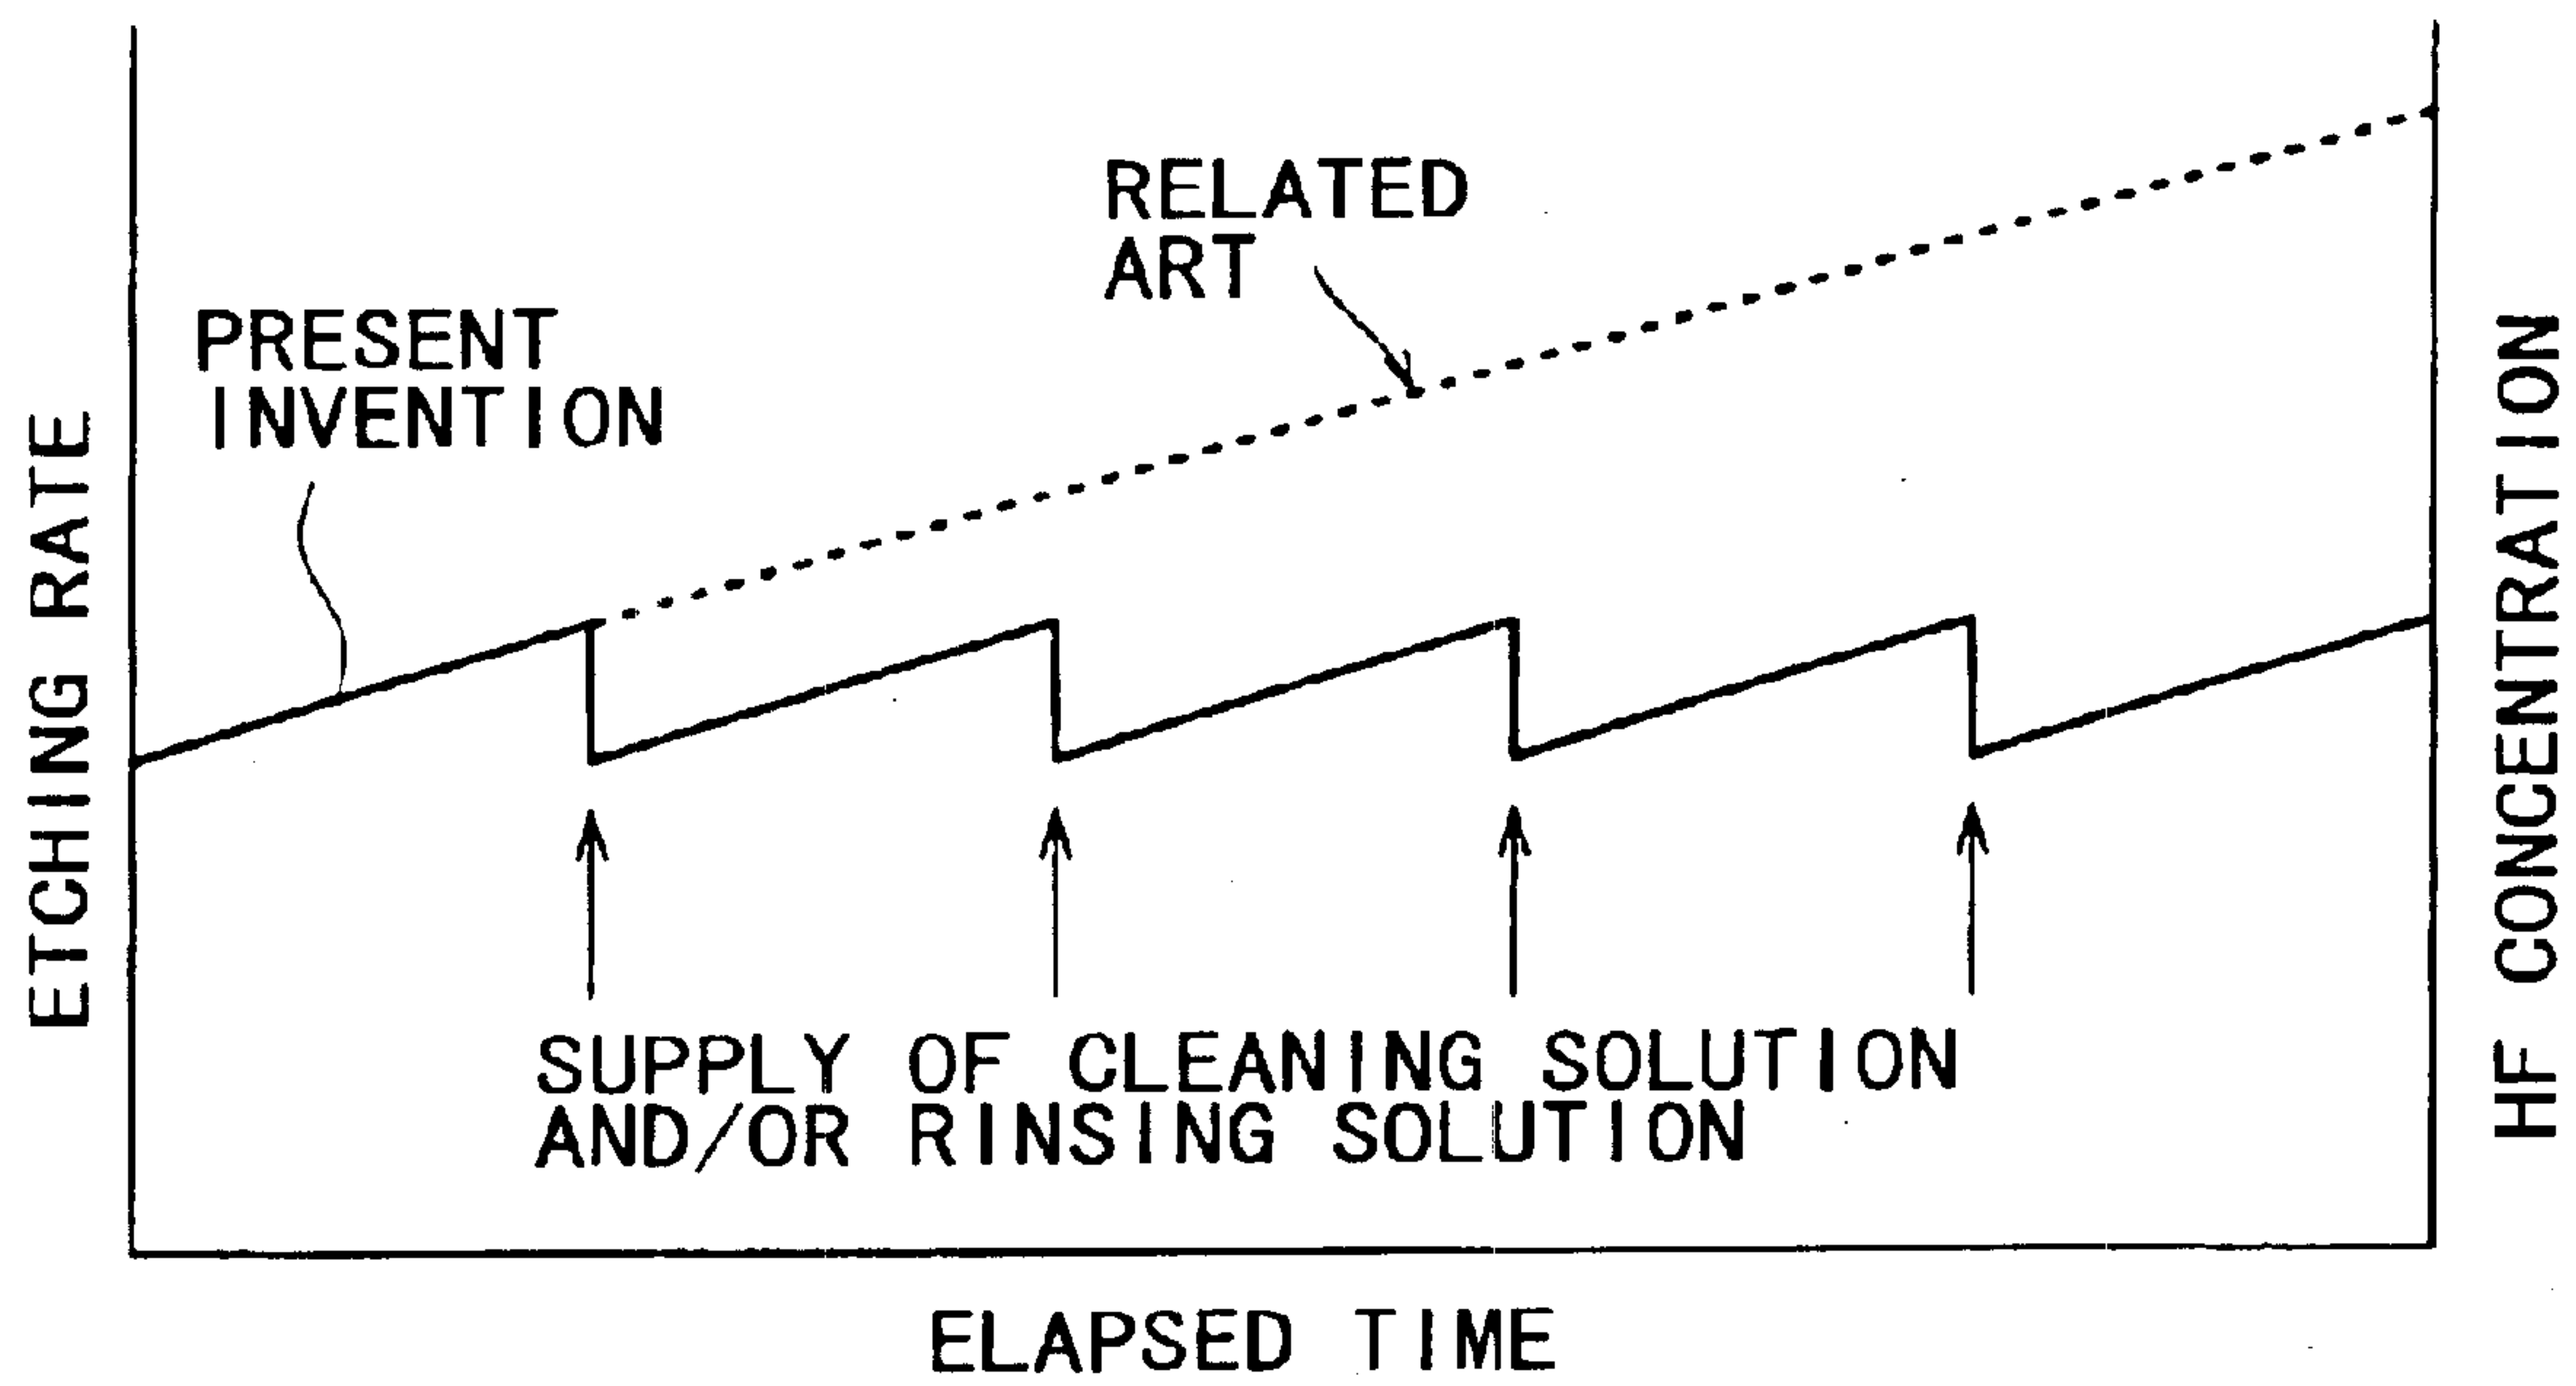 RELATED
ART
PRESENT
INVENTION
ETCHING RATE
HF CONCENTRATION
SUPPLY OF CLEANING SOLUTION
AND/OR RINSING SOLUTION
ELAPSED TIME